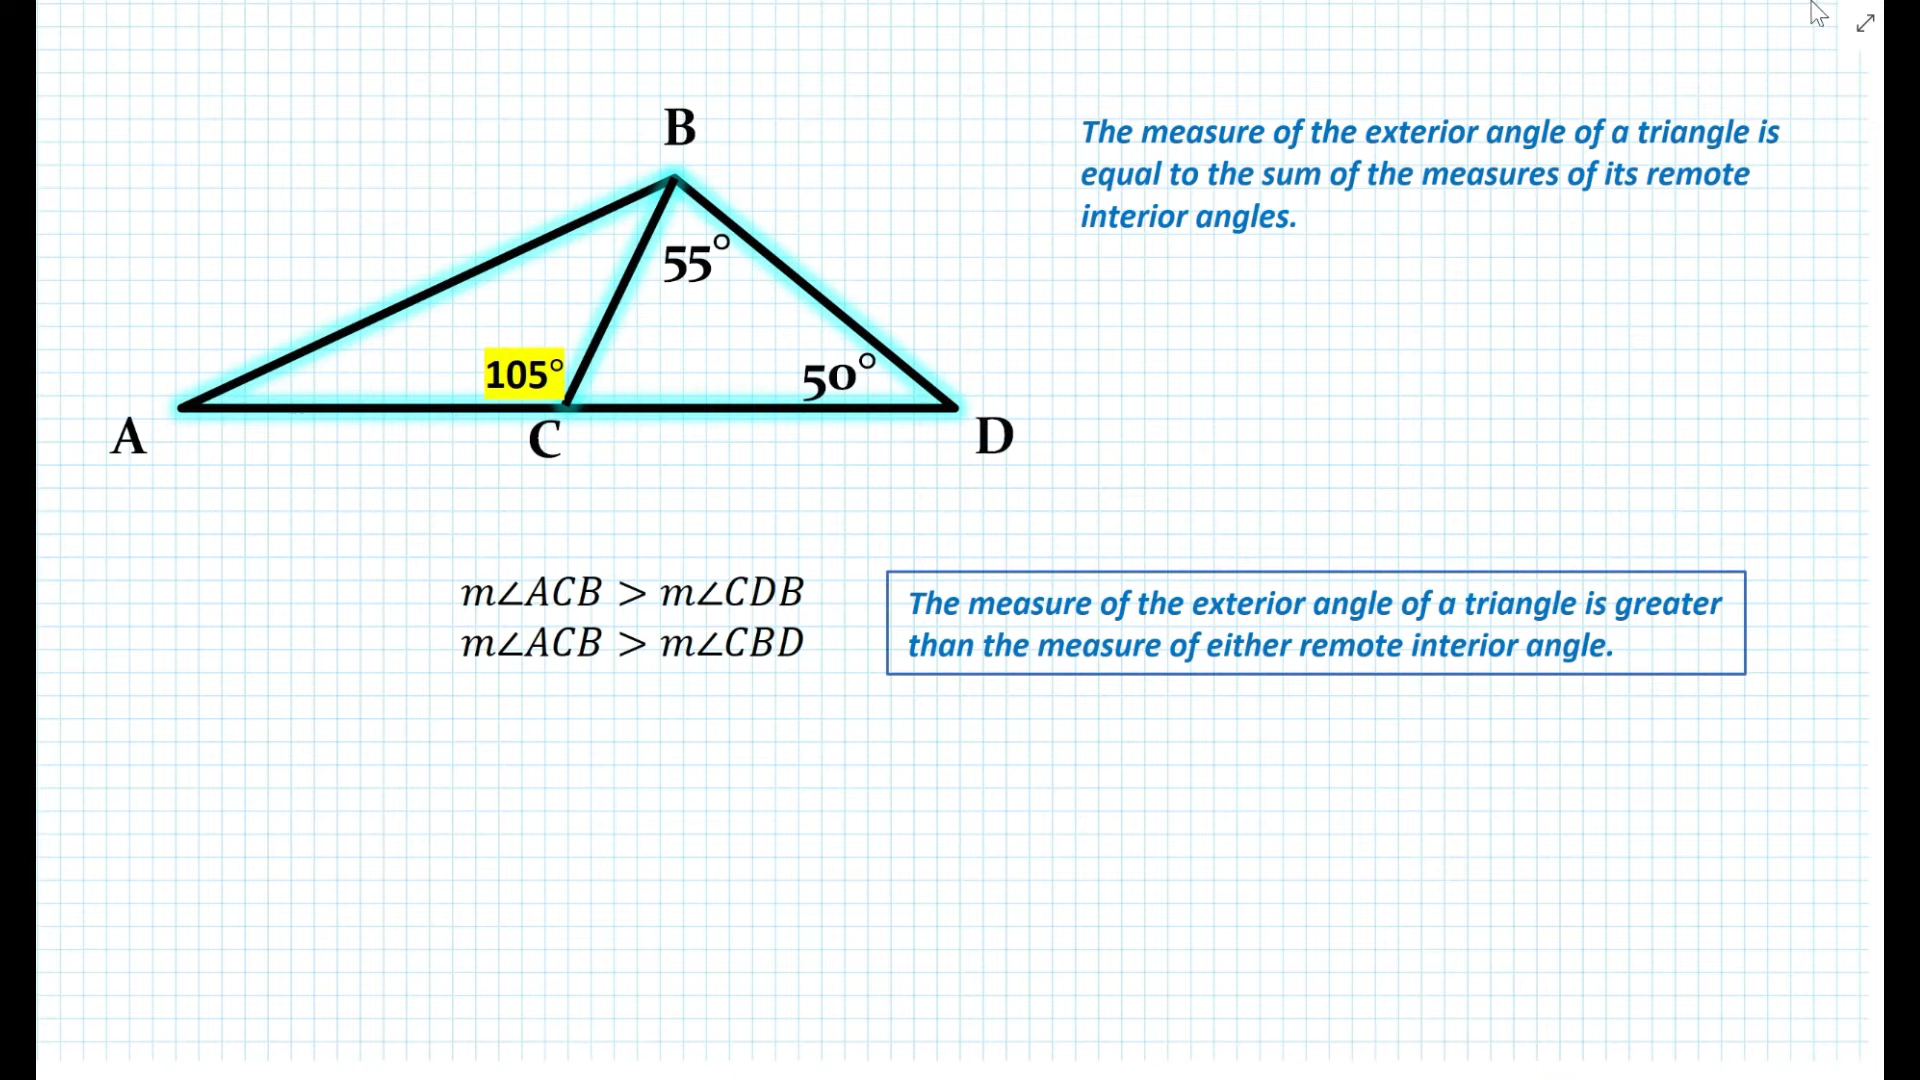 B
The measure of the exterior angle of a triangle is
equal to the sum of the measures of its remote
interior angles.
55°
105°
50°
A
C
D
m∠ACB > m∠CDB
m∠ACB > m∠CBD
The measure of the exterior angle of a triangle is greater
than the measure of either remote interior angle.